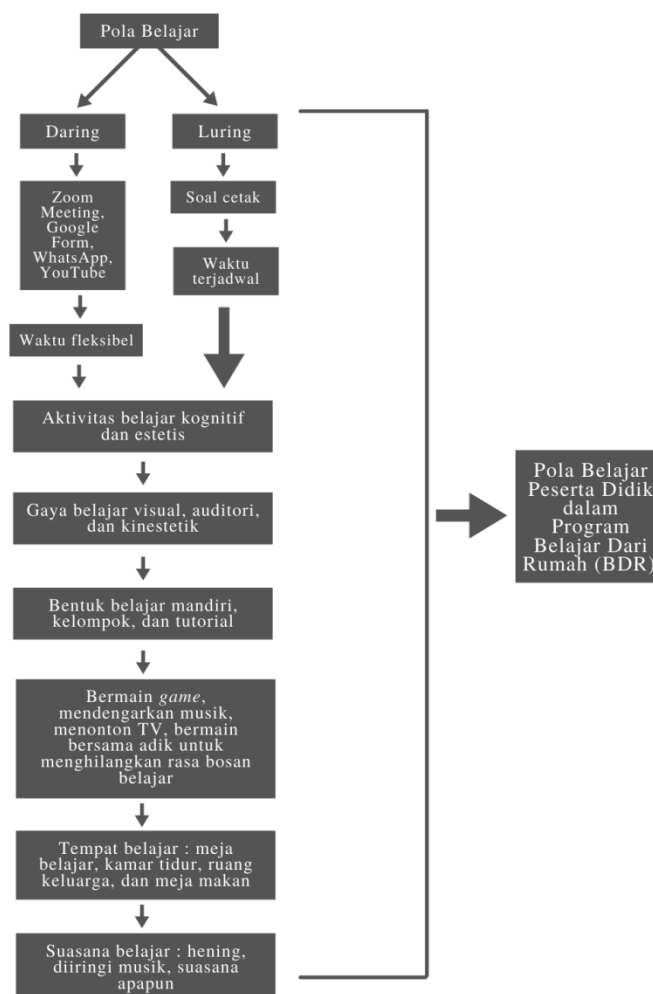 Pola Belajar
Daring
Luring
Zoom
Meeting,
Google
Form,
WhatsApp,
YouTube
Soal cetak
Waktu
terjadwal
Waktu fleksibel
Aktivitas belajar kognitif
dan estetis
Gaya belajar visual, auditori,
dan kinestetik
Bentuk belajar mandiri,
kelompok, dan tutorial
Bermain game,
mendengarkan musik,
menonton TV, bermain
bersama adik untuk
menghilangkan rasa bosan
belajar
Tempat belajar : meja
belajar, kamar tidur, ruang
keluarga, dan meja makan
Suasana belajar : hening,
diiringi musik, suasana
apapun
Pola Belajar
Peserta Didik
dalam
Program
Belajar Dari
Rumah (BDR)